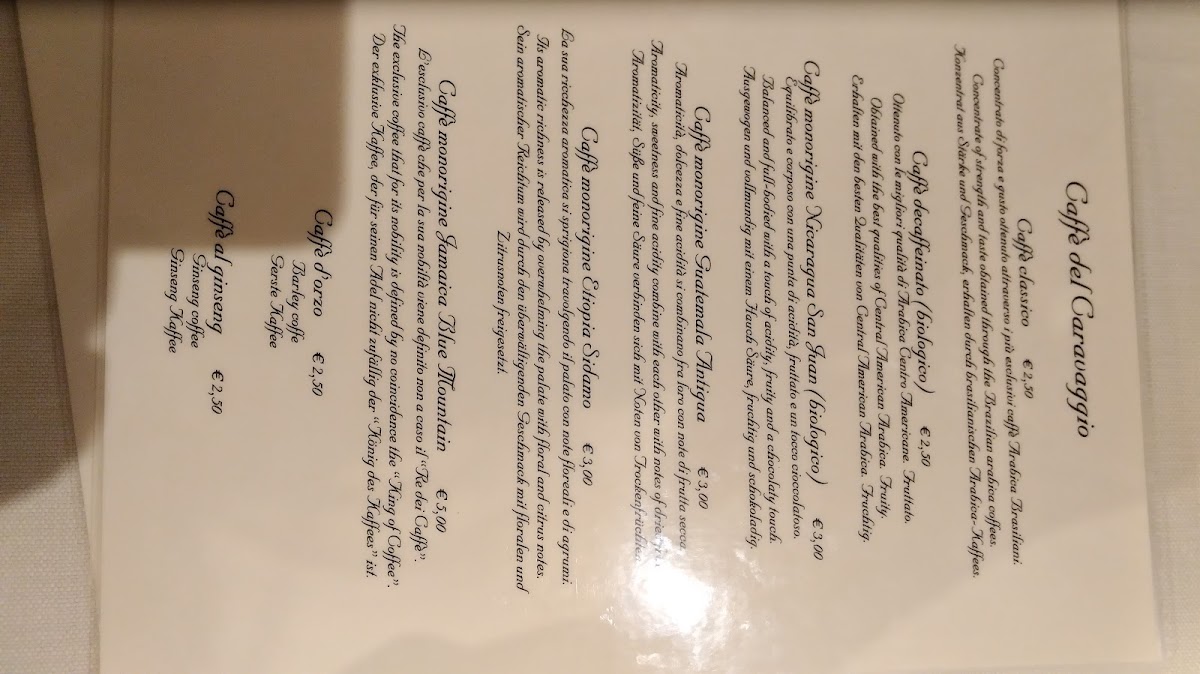 Caffè del Caravaggio
Caffè classico € 2,50
Concentrato di forza e gusto ottenuto attraverso i più esclusivi caffè Arabica Brasiliani.
Concentrate of strength and taste obtained through the Brazilian arabica coffees.
Konzentrat aus Stärke und Geschmack, erhalten durch brasilianischen Arabica-Kaffees.
Caffè decaffeinato (biologico) € 2,50
Ottenuto con le migliori qualità di Arabica Centro Americane. Fruttato.
Obtained with the best qualities of Central American Arabica. Fruity.
Erhalten mit den besten Qualitäten von Central American Arabica. Fruchtig.
Caffè monorigine Nicaragua San Juan (biologico) € 3,00
Equilibrato e corposo con una punta di acidità, fruttato e un tocco cioccolatoso.
Balanced and full-bodied with a touch of acidity, fruity and a chocolaty touch.
Ausgewogen und vollmundig mit einem Hauch Säure, fruchtig und schokoladig.
Caffè monorigine Guatemala Antiqua € 3,00
Aromaticità, dolcezza e fine acidità si combinano fra loro con note di frutta secca.
Aromaticity, sweetness and fine acidity combine with each other with notes of dried
Aromatizität, Süße und feine Säure verbinden sich mit Noten von Trockenfrüchten.
Caffè monorigine Etiopia Sidamo € 3,00
La sua ricchezza aromatica si sprigiona travolgendo il palato con note floreali e di agrumi.
Its aromatic richness is released by overwhelming the palate with floral and citrus notes.
Sein aromatischer Reichtum wird durch den überwältigenden Geschmack mit floralen und
Zitrusnoten freigesetzt.
Caffè monorigine Jamaica Blue Mountain € 5,00
L'esclusivo caffè che per la sua nobiltà viene definito non a caso il "Re dei Caffè".
The exclusive coffee that for its nobility is defined by no coincidence the "King of Coffee".
Der exklusive Kaffee, der für seinen Adel nicht zufällig der "König des Kaffees" ist.
Caffè d'orzo € 2,50
Barley coffe
Gerste Kaffee
Caffè al ginseng € 2,50
Ginseng coffee
Ginseng Kaffee